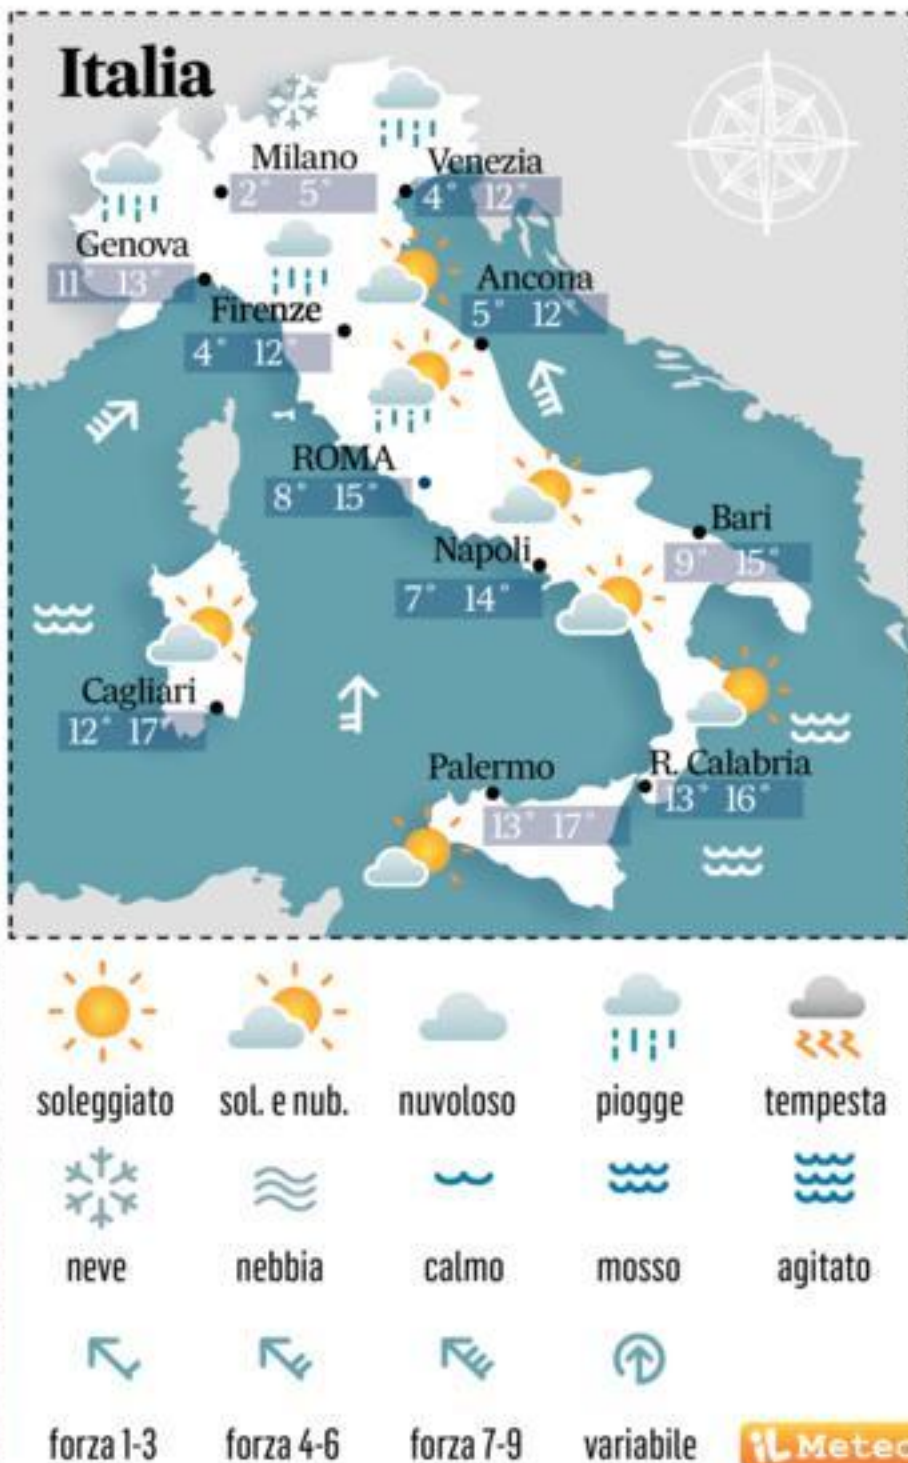 Italia
Milano
2° 5°
Venezia
4° 12°
Genova
11° 13°
Ancona
5° 12°
Firenze
4° 12°
ROMA
8° 15°
Bari
9° 15°
Napoli
7° 14°
Cagliari
12° 17°
Palermo
13° 17°
R. Calabria
13° 16°
soleggiato
sol. e nub.
nuvoloso
piogge
tempesta
neve
nebbia
calmo
mosso
agitato
forza 1-3
forza 4-6
forza 7-9
variabile
iL Meteo